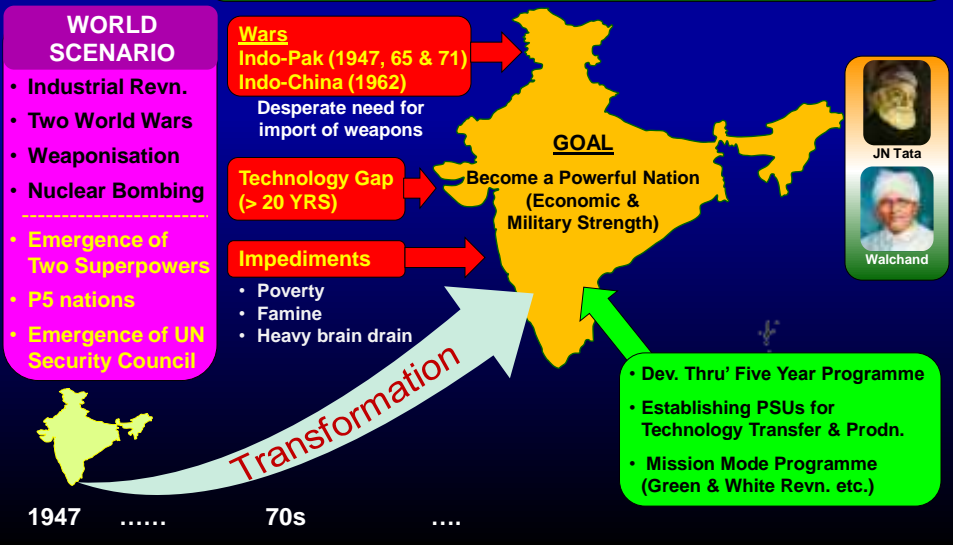 WORLD
SCENARIO
• Industrial Revn.
• Two World Wars
• Weaponisation
• Nuclear Bombing
• Emergence of
Two Superpowers
• P5 nations
• Emergence of UN
Security Council
Wars
Indo-Pak (1947, 65 & 71)
Indo-China (1962)
Desperate need for
import of weapons
Technology Gap
(> 20 YRS)
Impediments
• Poverty
• Famine
• Heavy brain drain
GOAL
Become a Powerful Nation
(Economic &
Military Strength)
JN Tata
Walchand
Transformation
• Dev. Thru' Five Year Programme
• Establishing PSUs for
Technology Transfer & Prodn.
• Mission Mode Programme
(Green & White Revn. etc.)
1947 …… 70s ….